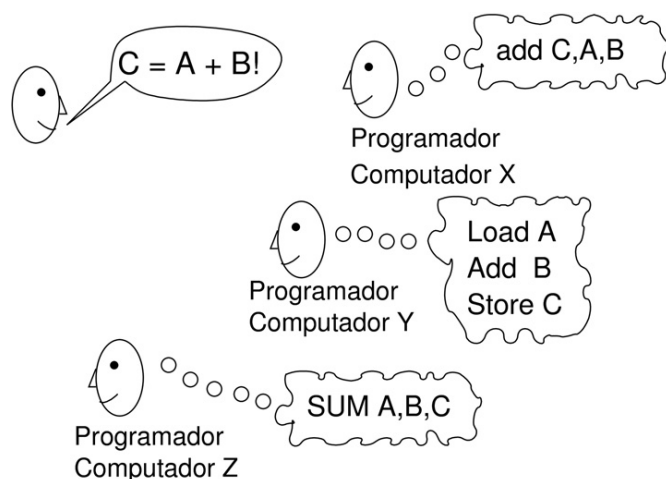 C = A + B!
add C,A,B
Programador
Computador X
Load A
Add B
Store C
Programador
Computador Y
SUM A,B,C
Programador
Computador Z